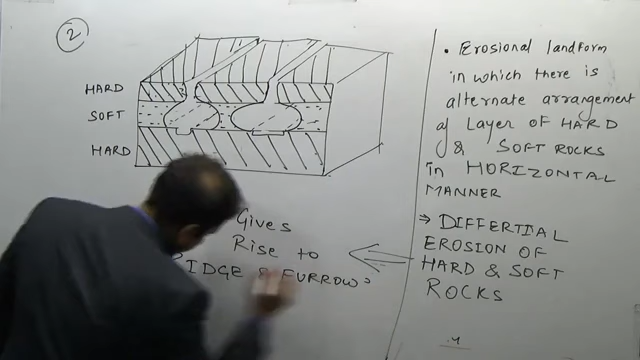 2
HARD
SOFT
HARD
Gives
Rise to
RIDGE & FURROW"
• Erosional landform
in which there is
alternate arrangement
of Layer of HARD
& SOFT ROCKS
in HORIZONTAL
MANNER
→ DIFFERTIAL
EROSION OF
HARD & SOFT
ROCKS